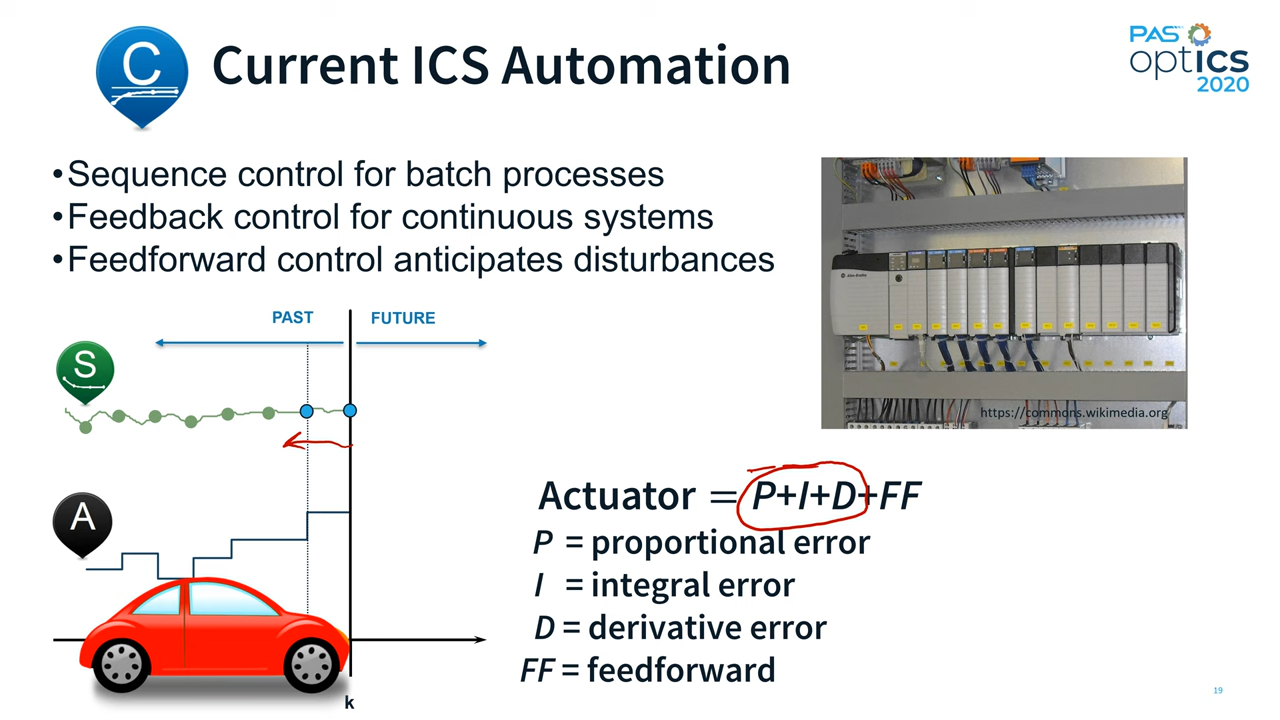 C
Current ICS Automation
PAS
optICS
2020
•Sequence control for batch processes
•Feedback control for continuous systems
•Feedforward control anticipates disturbances
PAST
FUTURE
S
A
k
https://commons.wikimedia.org
Actuator = P+I+D+FF
P = proportional error
I = integral error
D = derivative error
FF = feedforward
19